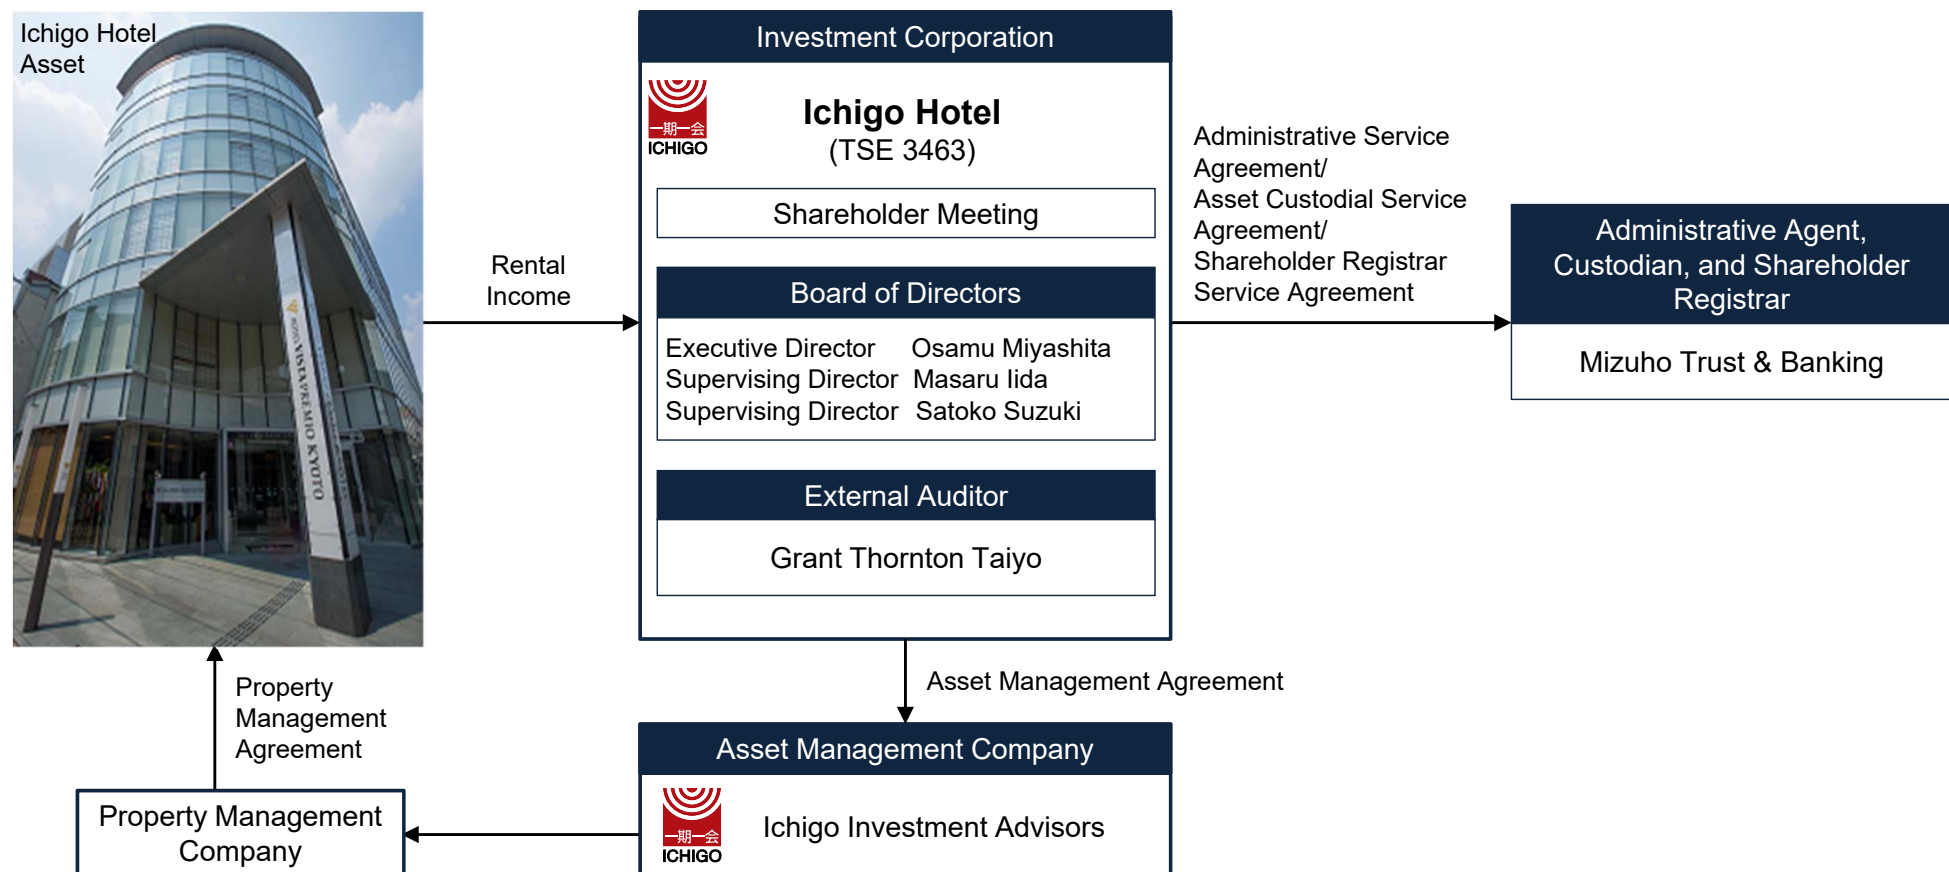 Ichigo Hotel
Asset
VISTA PREMIO KYOTO
Rental
Income
Investment Corporation
一期一会
ICHIGO
Ichigo Hotel
(TSE 3463)
Shareholder Meeting
Board of Directors
Executive Director Osamu Miyashita
Supervising Director Masaru Iida
Supervising Director Satoko Suzuki
External Auditor
Grant Thornton Taiyo
Administrative Service
Agreement/
Asset Custodial Service
Agreement/
Shareholder Registrar
Service Agreement
Administrative Agent,
Custodian, and Shareholder
Registrar
Mizuho Trust & Banking
Asset Management Agreement
Asset Management Company
一期一会
ICHIGO
Ichigo Investment Advisors
Property
Management
Agreement
Property Management
Company